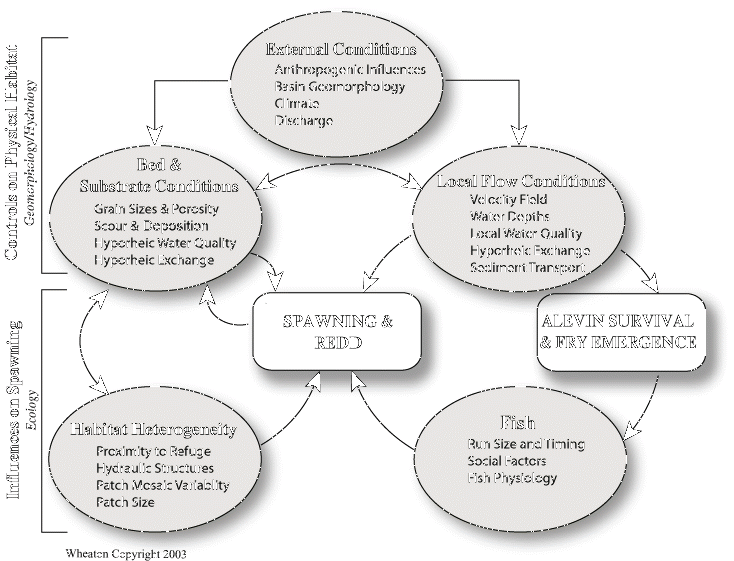 Controls on Physical Habitat
Geomorphology/Hydrology
External Conditions
Anthropogenic Influences
Basin Geomorphology
Climate
Discharge
Bed &
Substrate Conditions
Grain Sizes & Porosity
Scour & Deposition
Hyporheic Water Quality
Hyporheic Exchange
Local Flow Conditions
Velocity Field
Water Depths
Local Water Quality
Hyporheic Exchange
Sediment Transport
SPAWNING &
REDD
ALEVIN SURVIVAL
& FRY EMERGENCE
Influences on Spawning
Ecology
Habitat Heterogeneity
Proximity to Refuge
Hydraulic Structures
Patch Mosaic Variablity
Patch Size
Fish
Run Size and Timing
Social Factors
Fish Physiology
Wheaton Copyright 2003